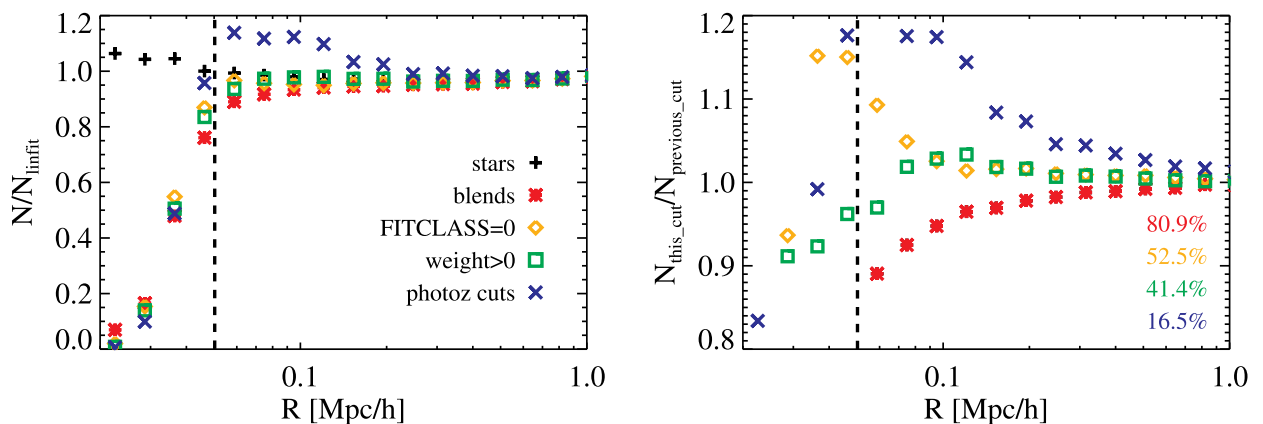 1.2
1.0
0.8
0.6
0.4
0.2
0.0
N/N_linfit
stars
blends
FITCLASS=0
weight>0
photoz cuts
0.1
1.0
R [Mpc/h]
1.2
1.1
1.0
0.9
0.8
N_this_cut/N_previous_cut
80.9%
52.5%
41.4%
16.5%
0.1
1.0
R [Mpc/h]